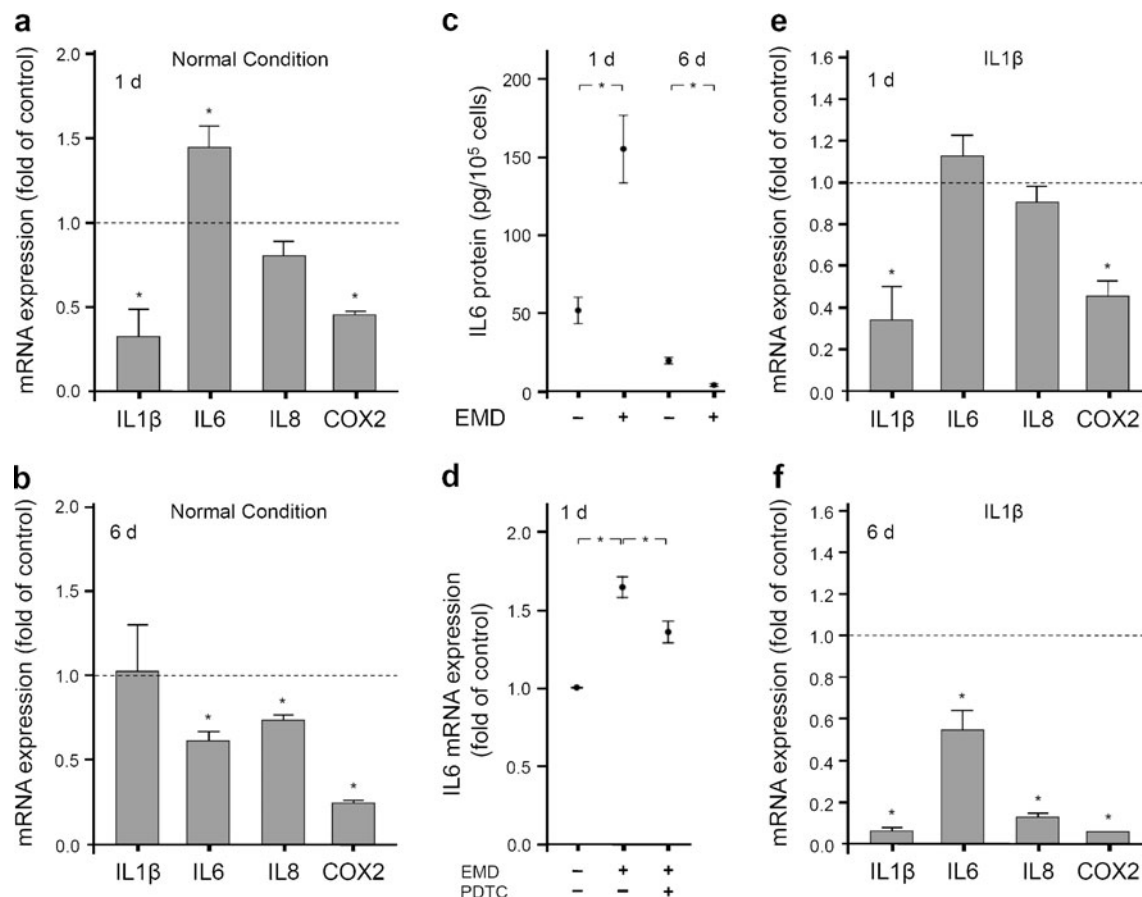 a
Normal Condition
1 d
mRNA expression (fold of control)
2.0
1.5
1.0
0.5
0.0
*
*
*
IL1β IL6 IL8 COX2
b
Normal Condition
6 d
mRNA expression (fold of control)
2.0
1.5
1.0
0.5
0.0
*
*
*
IL1β IL6 IL8 COX2
c
1 d 6 d
IL6 protein (pg/10⁵ cells)
200
150
100
50
0
* *
EMD – + – +
d
1 d
IL6 mRNA expression
(fold of control)
2.0
1.5
1.0
0.5
0.0
* *
EMD – + +
PDTC – – +
e
IL1β
1 d
mRNA expression (fold of control)
1.6
1.4
1.2
1.0
0.8
0.6
0.4
0.2
0.0
*
*
IL1β IL6 IL8 COX2
f
IL1β
6 d
mRNA expression (fold of control)
1.6
1.4
1.2
1.0
0.8
0.6
0.4
0.2
0.0
*
*
*
*
IL1β IL6 IL8 COX2